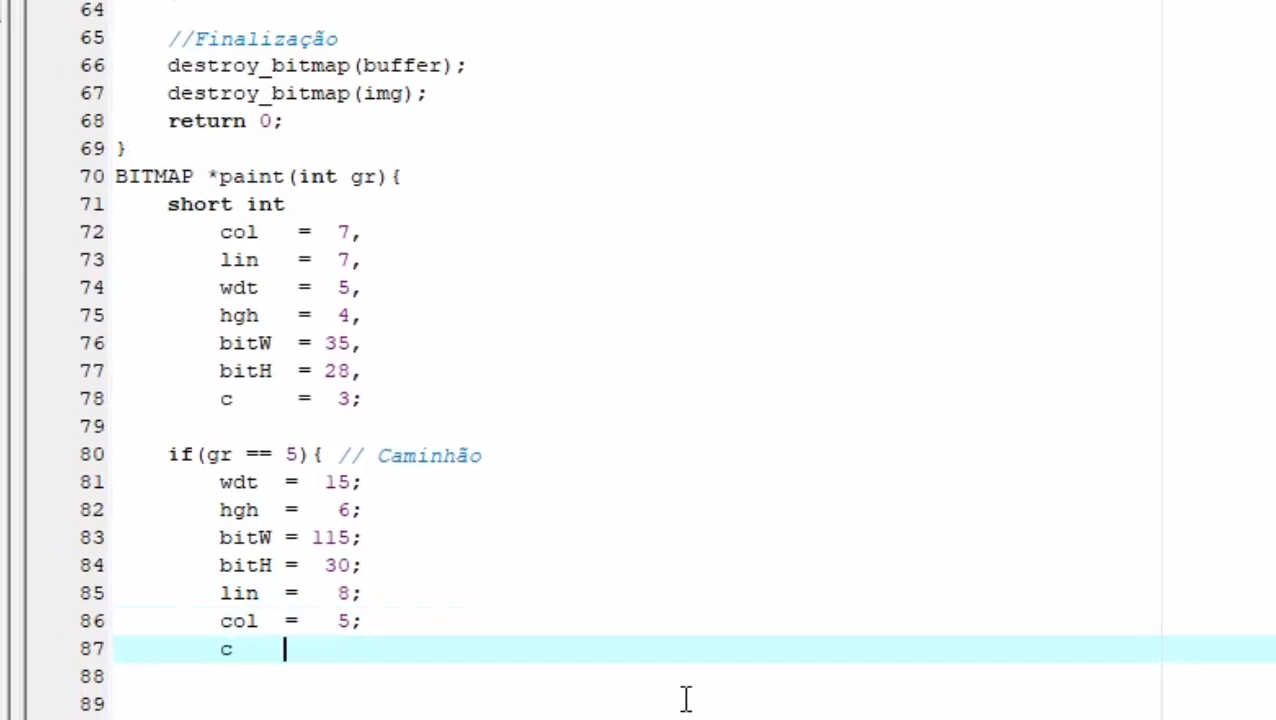 64
65 //Finalização
66 destroy_bitmap(buffer);
67 destroy_bitmap(img);
68 return 0;
69 }
70 BITMAP *paint(int gr){
71 short int
72 col = 7,
73 lin = 7,
74 wdt = 5,
75 hgh = 4,
76 bitW = 35,
77 bitH = 28,
78 c = 3;
79
80 if(gr == 5){ // Caminhão
81 wdt = 15;
82 hgh = 6;
83 bitW = 115;
84 bitH = 30;
85 lin = 8;
86 col = 5;
87 c
88
89